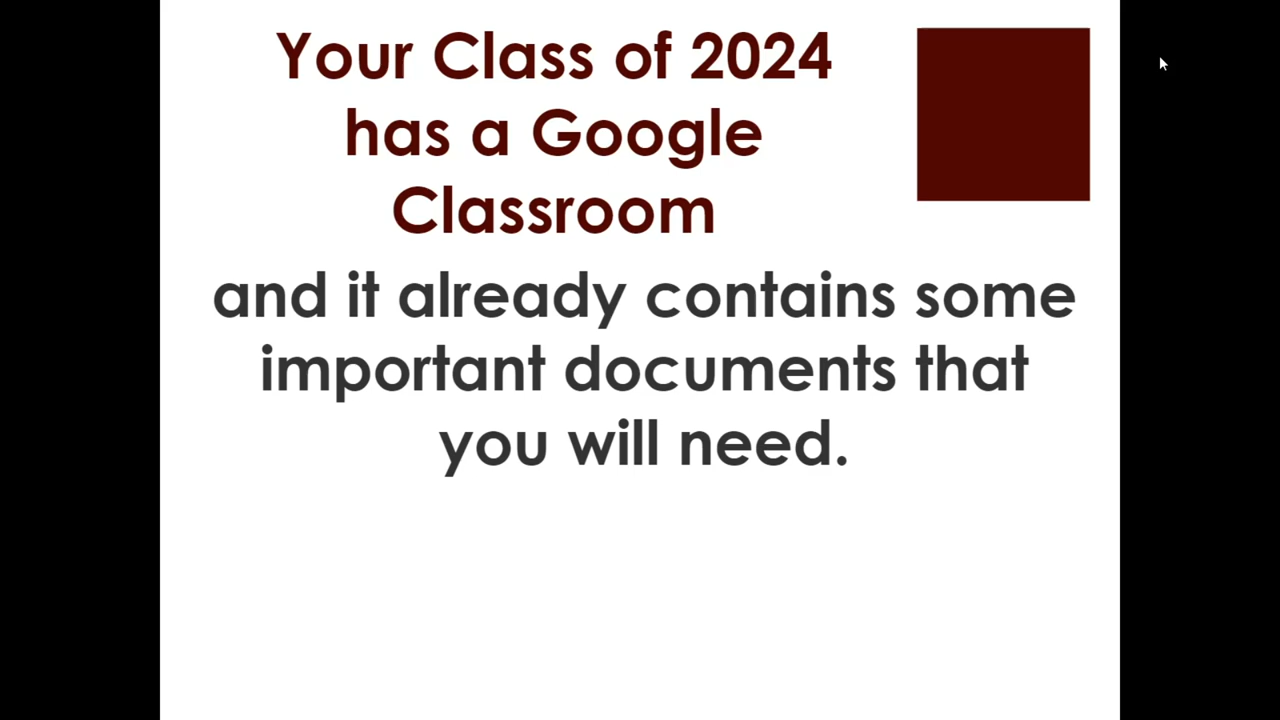 Your Class of 2024
has a Google
Classroom
and it already contains some
important documents that
you will need.